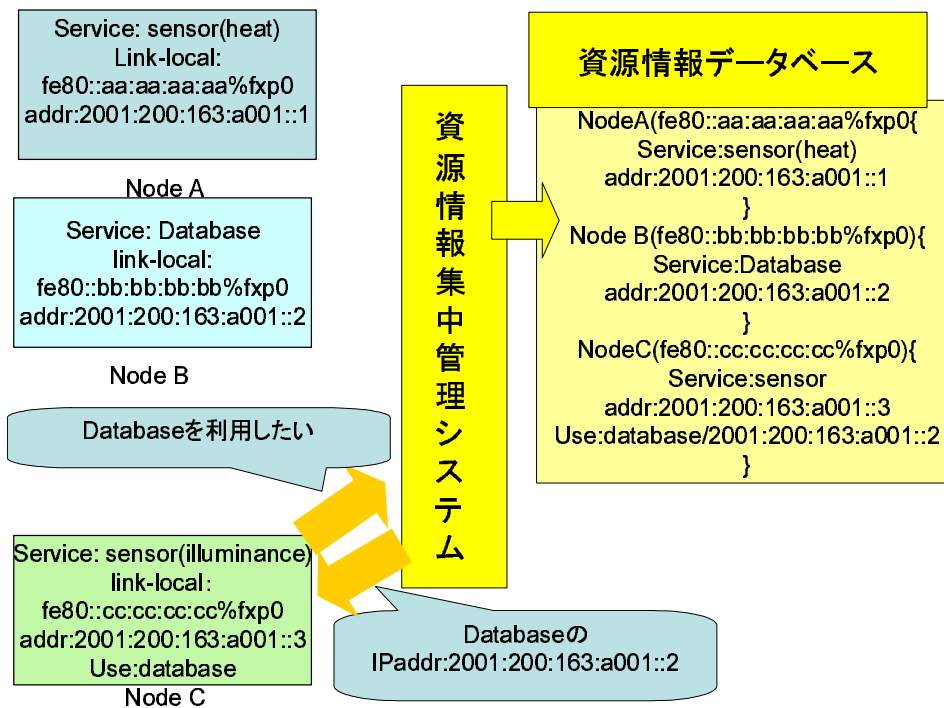 Service: sensor(heat)
Link-local:
fe80::aa:aa:aa:aa%fxp0
addr:2001:200:163:a001::1
Node A
Service: Database
link-local:
fe80::bb:bb:bb:bb%fxp0
addr:2001:200:163:a001::2
Node B
Databaseを利用したい
Service: sensor(illuminance)
link-local:
fe80::cc:cc:cc:cc%fxp0
addr:2001:200:163:a001::3
Use:database
Node C
資源情報集中管理システム
Databaseの
IPaddr:2001:200:163:a001::2
資源情報データベース
NodeA(fe80::aa:aa:aa:aa%fxp0{
Service:sensor(heat)
addr:2001:200:163:a001::1
}
Node B(fe80::bb:bb:bb:bb%fxp0){
Service:Database
addr:2001:200:163:a001::2
}
NodeC(fe80::cc:cc:cc:cc%fxp0){
Service:sensor
addr:2001:200:163:a001::3
Use:database/2001:200:163:a001::2
}